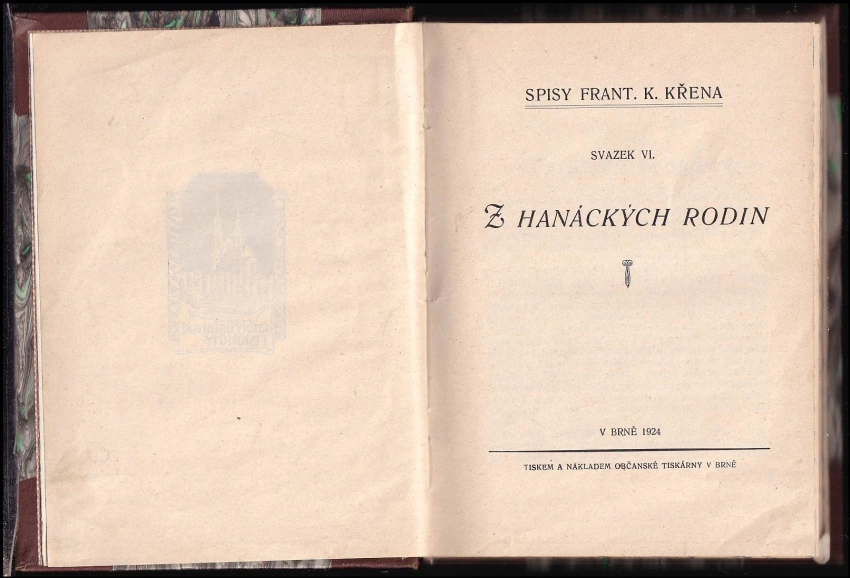 SPISY FRANT. K. KŘENA
SVAZEK VI.
Z HANÁCKÝCH RODIN
V BRNĚ 1924
TISKEM A NÁKLADEM OBČANSKÉ TISKÁRNY V BRNĚ